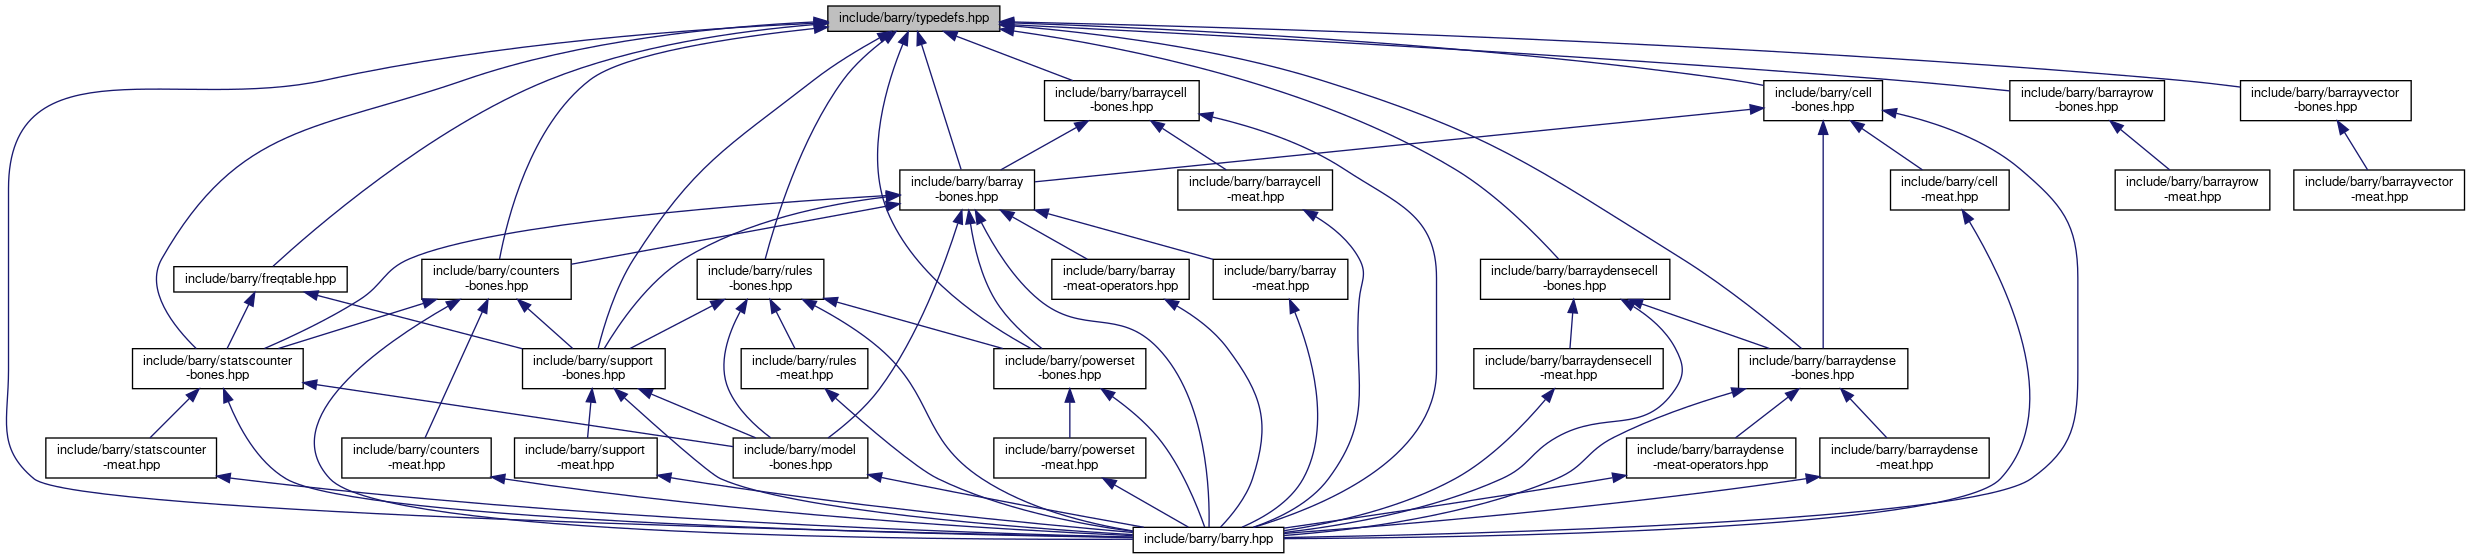 include/barry/typedefs.hpp
include/barry/barraycell
-bones.hpp
include/barry/cell
-bones.hpp
include/barry/barrayrow
-bones.hpp
include/barry/barrayvector
-bones.hpp
include/barry/barray
-bones.hpp
include/barry/barraycell
-meat.hpp
include/barry/cell
-meat.hpp
include/barry/barrayrow
-meat.hpp
include/barry/barrayvector
-meat.hpp
include/barry/freqtable.hpp
include/barry/counters
-bones.hpp
include/barry/rules
-bones.hpp
include/barry/barray
-meat-operators.hpp
include/barry/barray
-meat.hpp
include/barry/barraydensecell
-bones.hpp
include/barry/statscounter
-bones.hpp
include/barry/support
-bones.hpp
include/barry/rules
-meat.hpp
include/barry/powerset
-bones.hpp
include/barry/barraydensecell
-meat.hpp
include/barry/barraydense
-bones.hpp
include/barry/statscounter
-meat.hpp
include/barry/counters
-meat.hpp
include/barry/support
-meat.hpp
include/barry/model
-bones.hpp
include/barry/powerset
-meat.hpp
include/barry/barraydense
-meat-operators.hpp
include/barry/barraydense
-meat.hpp
include/barry/barry.hpp